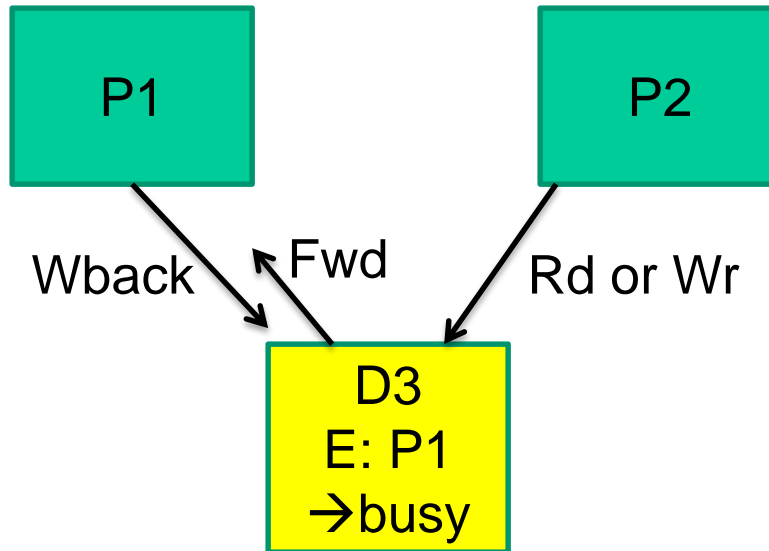 P1
P2
Wback
Fwd
Rd or Wr
D3
E: P1
→busy